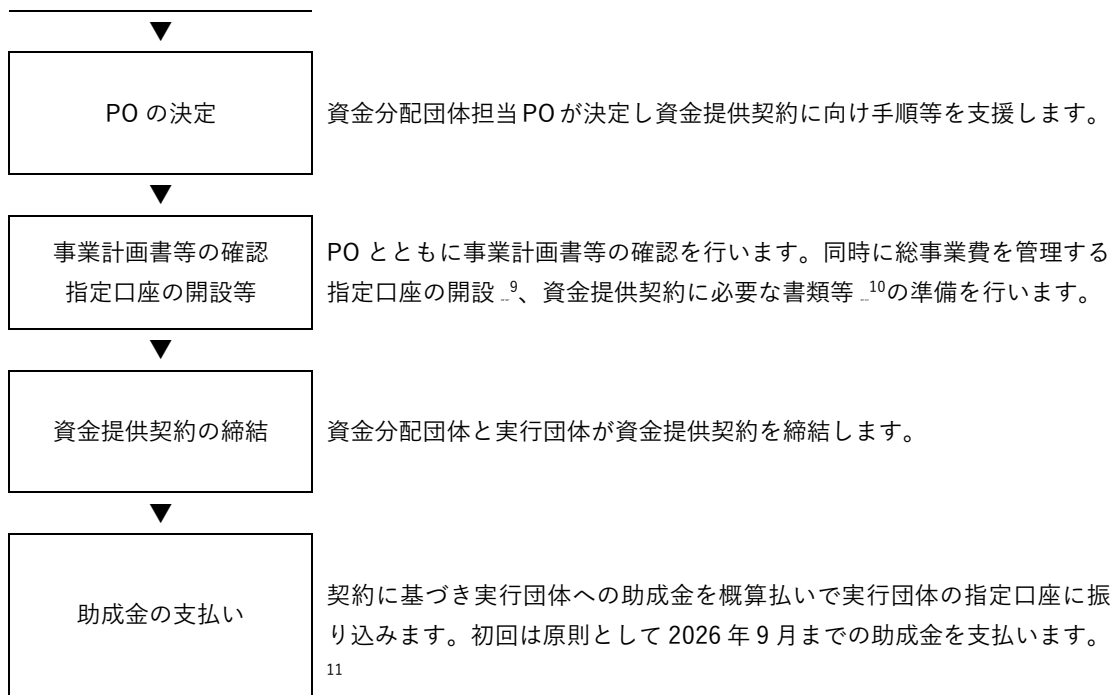 ▼
PO の決定
資金分配団体担当 PO が決定し資金提供契約に向け手順等を支援します。
▼
事業計画書等の確認
指定口座の開設等
PO とともに事業計画書等の確認を行います。同時に総事業費を管理する
指定口座の開設 9、資金提供契約に必要な書類等 10の準備を行います。
▼
資金提供契約の締結
資金分配団体と実行団体が資金提供契約を締結します。
▼
助成金の支払い
契約に基づき実行団体への助成金を概算払いで実行団体の指定口座に振
り込みます。初回は原則として 2026 年 9 月までの助成金を支払います。
11